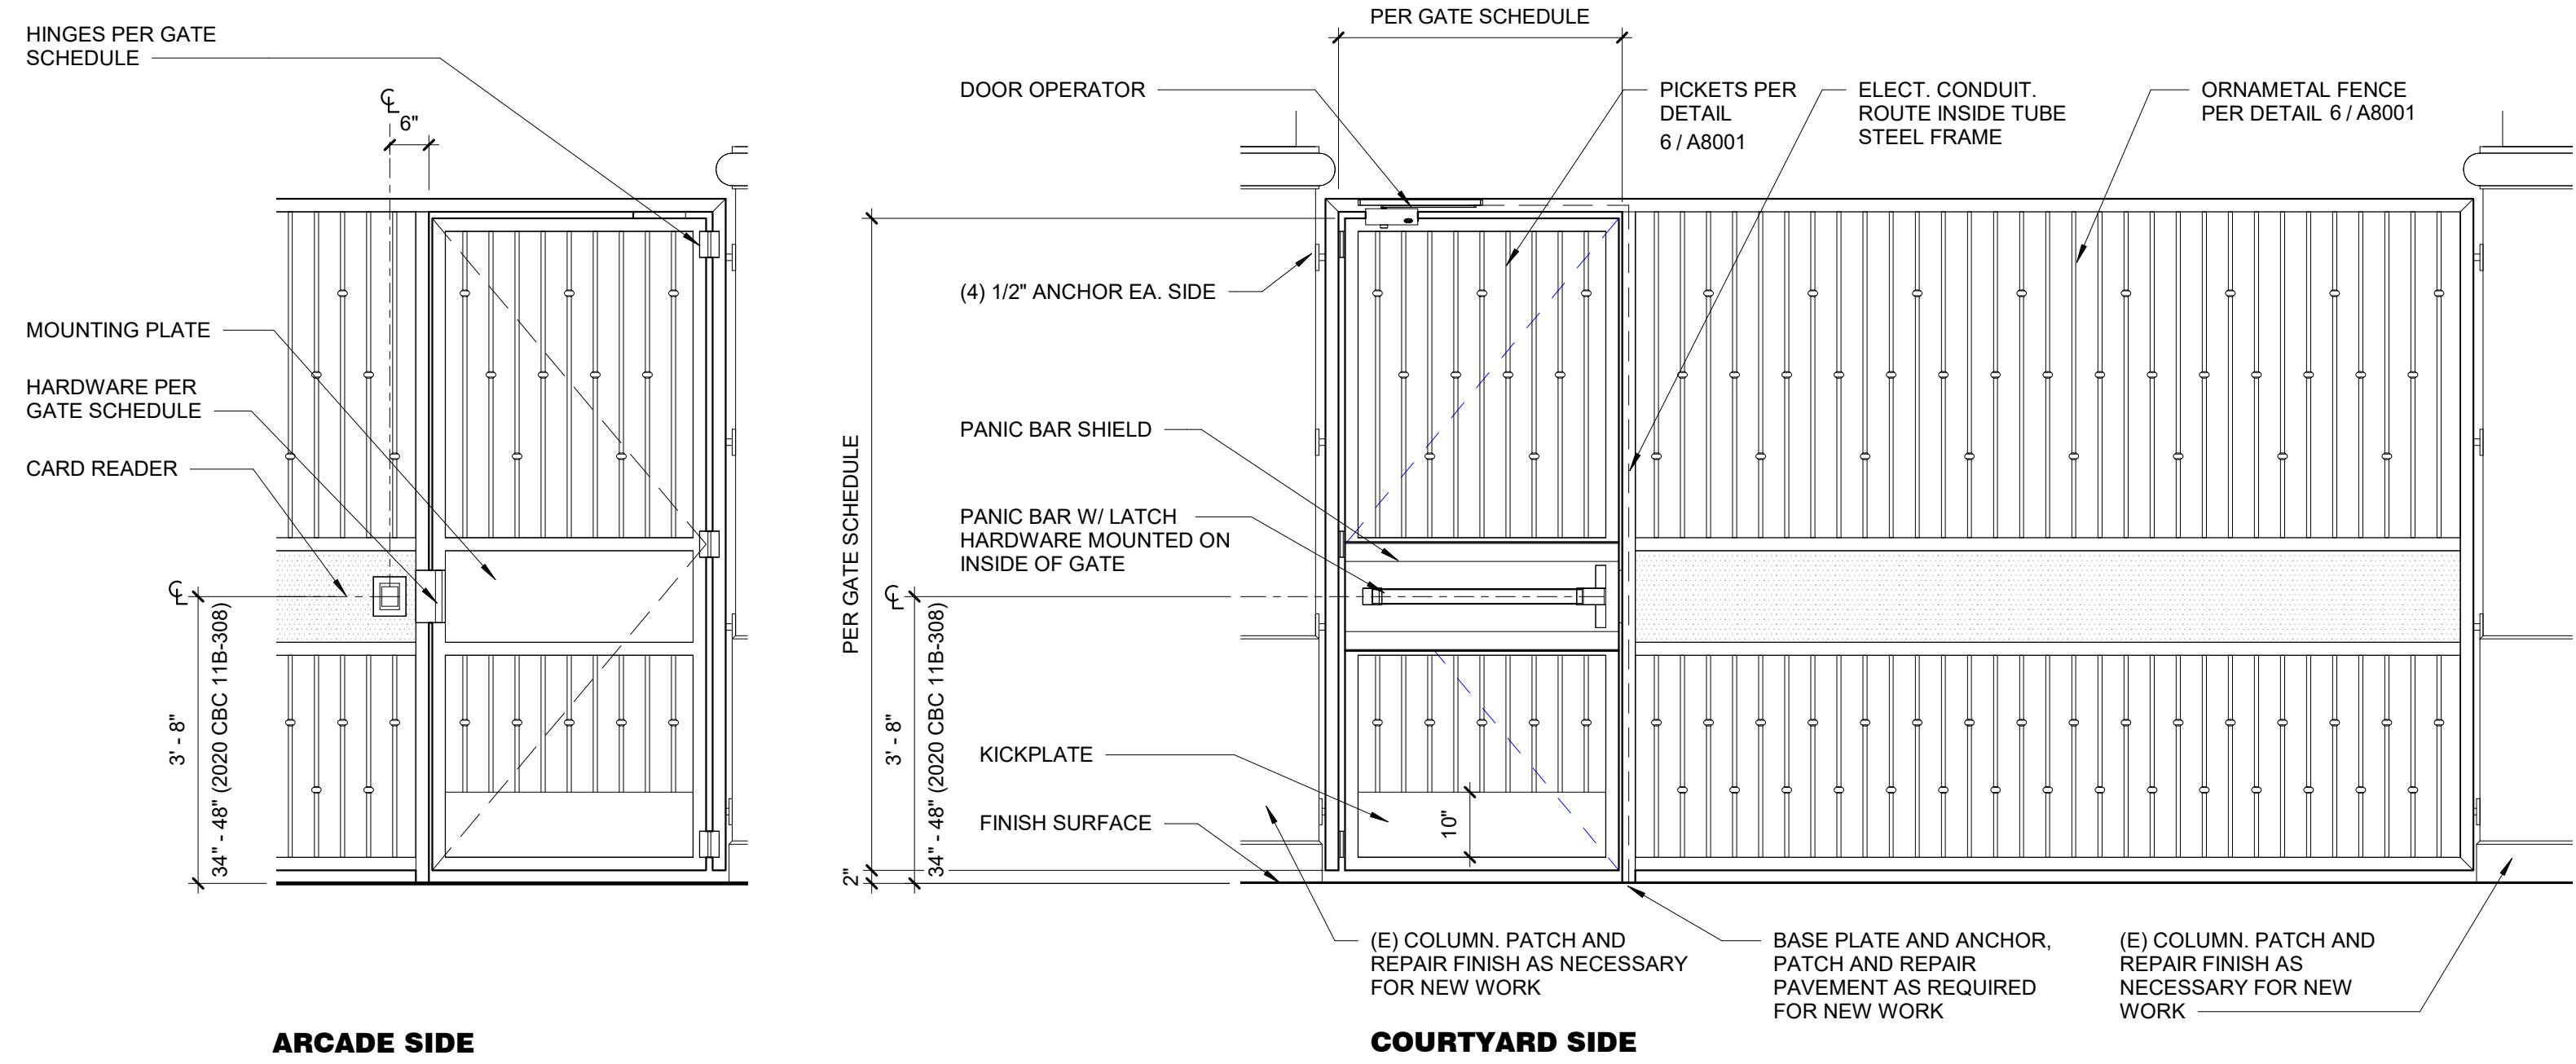 HINGES PER GATE
SCHEDULE
℄
6"
MOUNTING PLATE
HARDWARE PER
GATE SCHEDULE
CARD READER
℄
3' - 8"
34" - 48" (2020 CBC 11B-308)
ARCADE SIDE
PER GATE SCHEDULE
DOOR OPERATOR
PICKETS PER
DETAIL
6 / A8001
ELECT. CONDUIT.
ROUTE INSIDE TUBE
STEEL FRAME
ORNAMETAL FENCE
PER DETAIL 6 / A8001
(4) 1/2" ANCHOR EA. SIDE
PANIC BAR SHIELD
PANIC BAR W/ LATCH
HARDWARE MOUNTED ON
INSIDE OF GATE
PER GATE SCHEDULE
℄
3' - 8"
34" - 48" (2020 CBC 11B-308)
2"
KICKPLATE
10"
FINISH SURFACE
(E) COLUMN. PATCH AND
REPAIR FINISH AS NECESSARY
FOR NEW WORK
BASE PLATE AND ANCHOR,
PATCH AND REPAIR
PAVEMENT AS REQUIRED
FOR NEW WORK
(E) COLUMN. PATCH AND
REPAIR FINISH AS
NECESSARY FOR NEW
WORK
COURTYARD SIDE